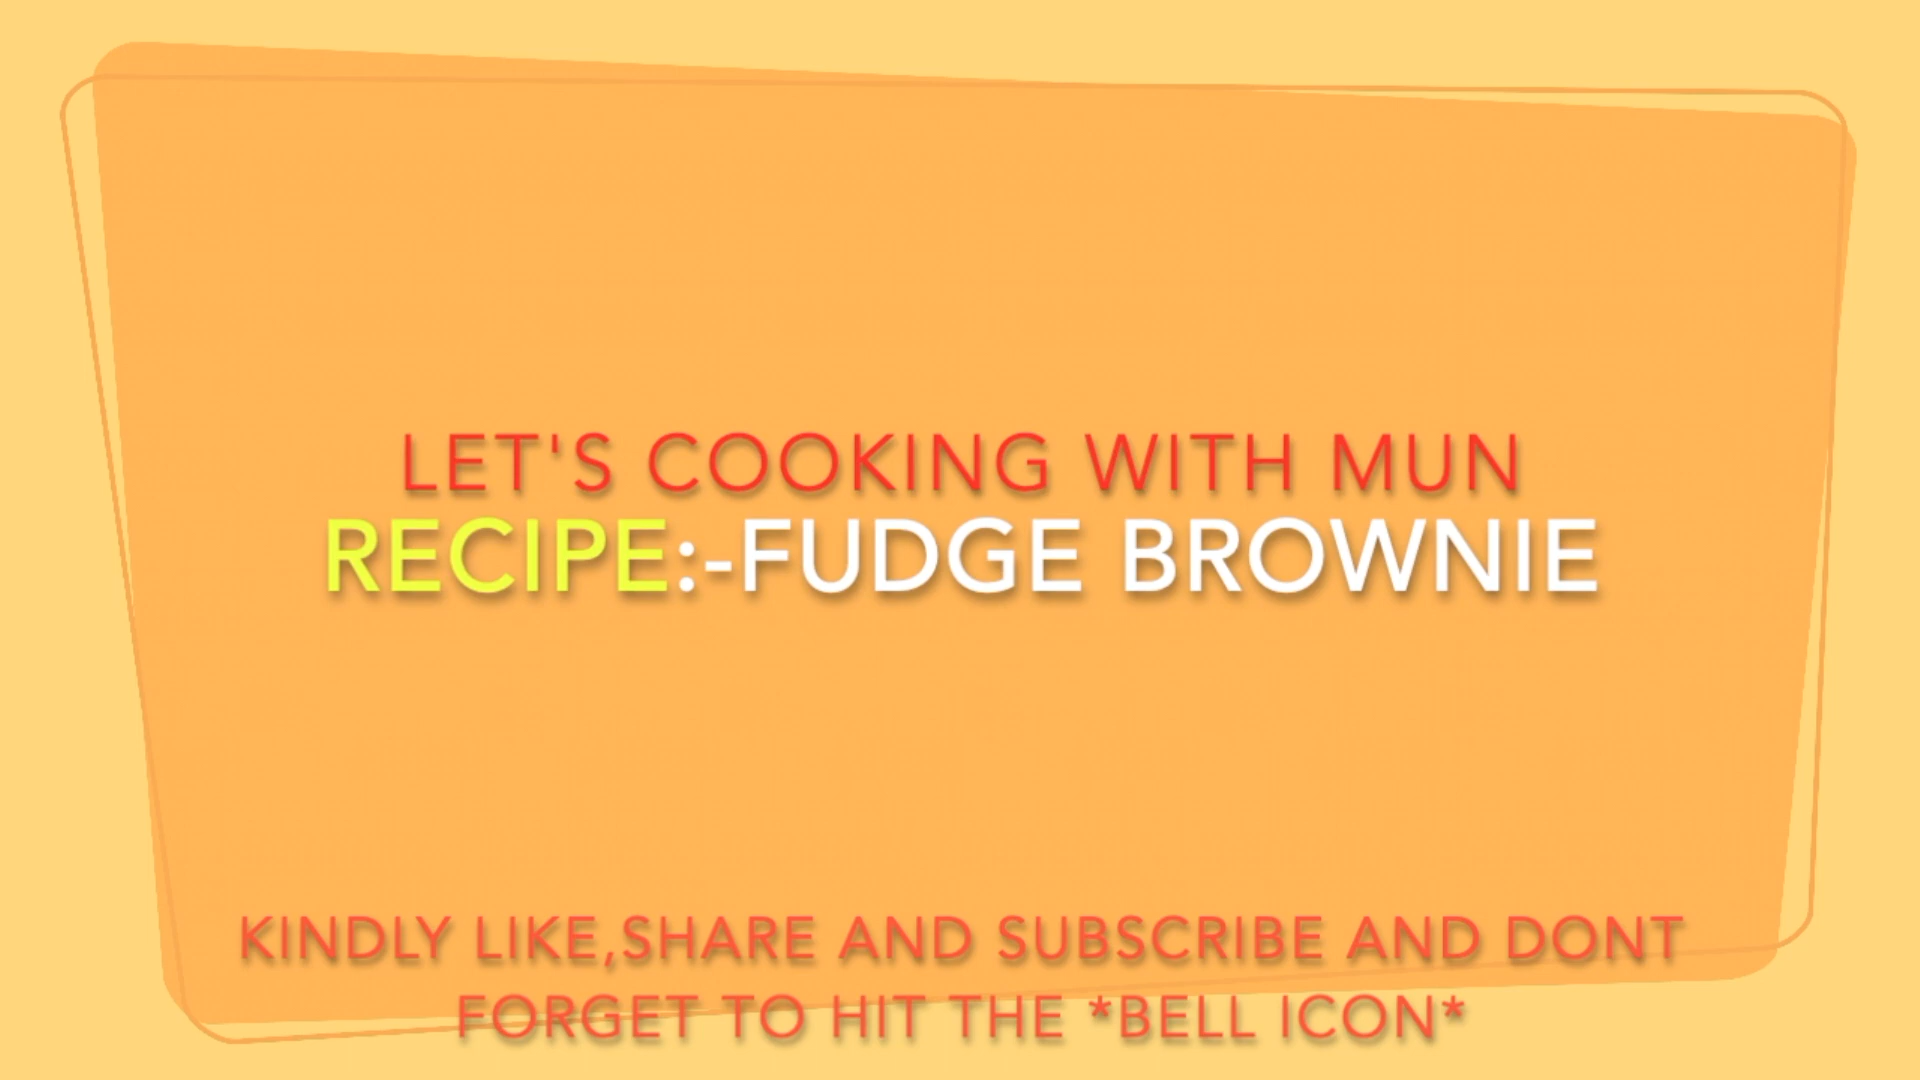 LET'S COOKING WITH MUN
RECIPE:-FUDGE BROWNIE
KINDLY LIKE,SHARE AND SUBSCRIBE AND DONT
FORGET TO HIT THE *BELL ICON*